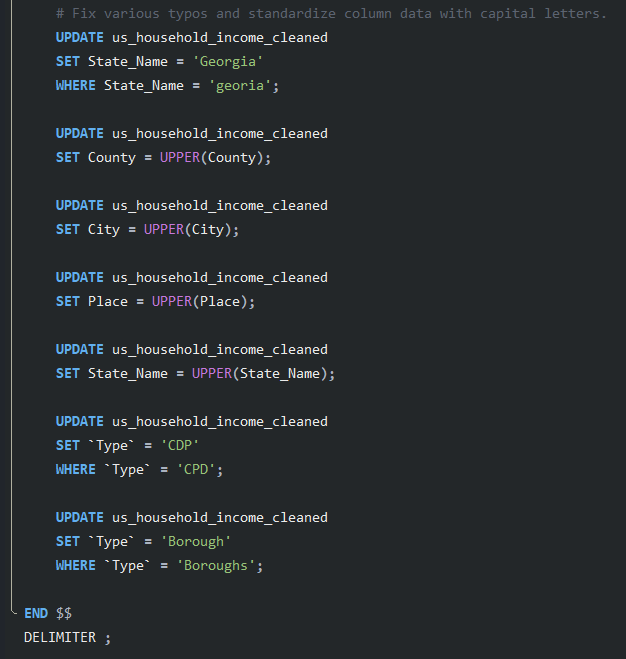 # Fix various typos and standardize column data with capital letters.
UPDATE us_household_income_cleaned
SET State_Name = 'Georgia'
WHERE State_Name = 'georia';
UPDATE us_household_income_cleaned
SET County = UPPER(County);
UPDATE us_household_income_cleaned
SET City = UPPER(City);
UPDATE us_household_income_cleaned
SET Place = UPPER(Place);
UPDATE us_household_income_cleaned
SET State_Name = UPPER(State_Name);
UPDATE us_household_income_cleaned
SET `Type` = 'CDP'
WHERE `Type` = 'CPD';
UPDATE us_household_income_cleaned
SET `Type` = 'Borough'
WHERE `Type` = 'Boroughs';
END $$
DELIMITER ;